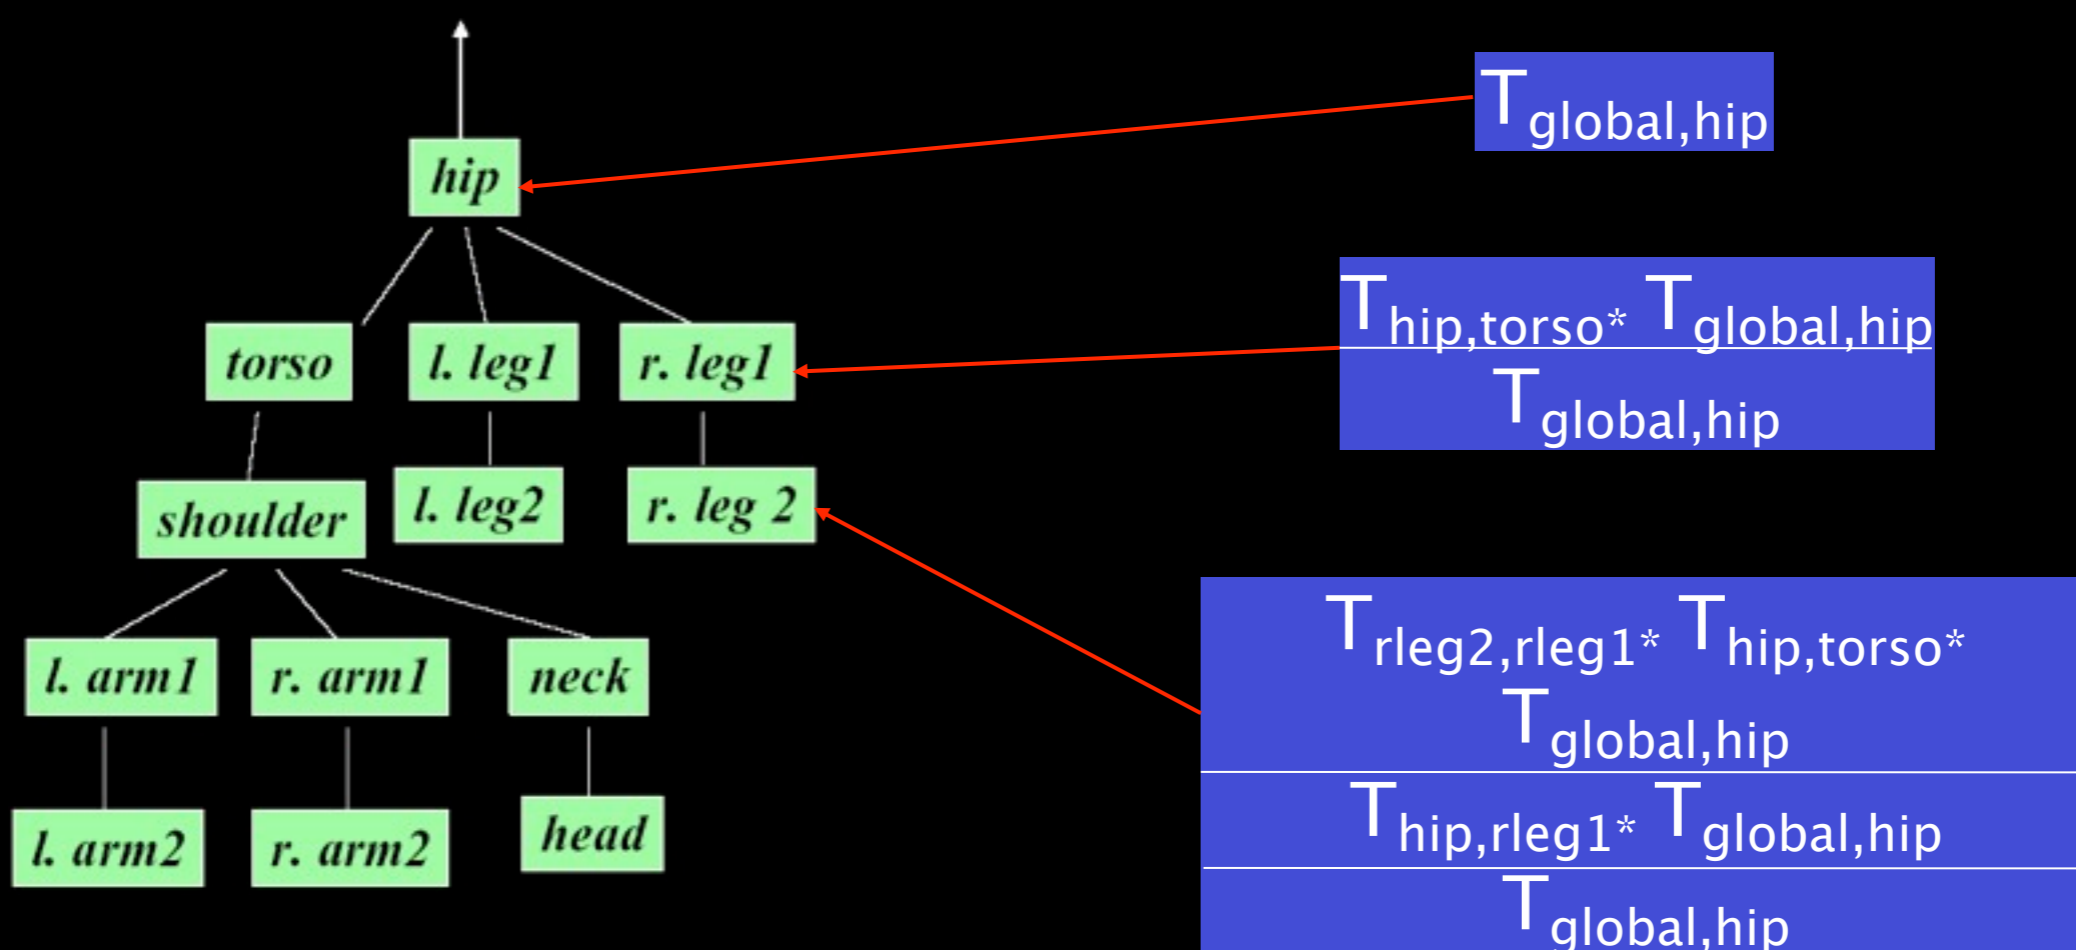 hip
torso
l. leg1
r. leg1
shoulder
l. leg2
r. leg 2
l. arm1
r. arm1
neck
l. arm2
r. arm2
head
Tglobal,hip
Thip,torso* Tglobal,hip
Tglobal,hip
Trleg2,rleg1* Thip,torso*
Tglobal,hip
Thip,rleg1* Tglobal,hip
Tglobal,hip